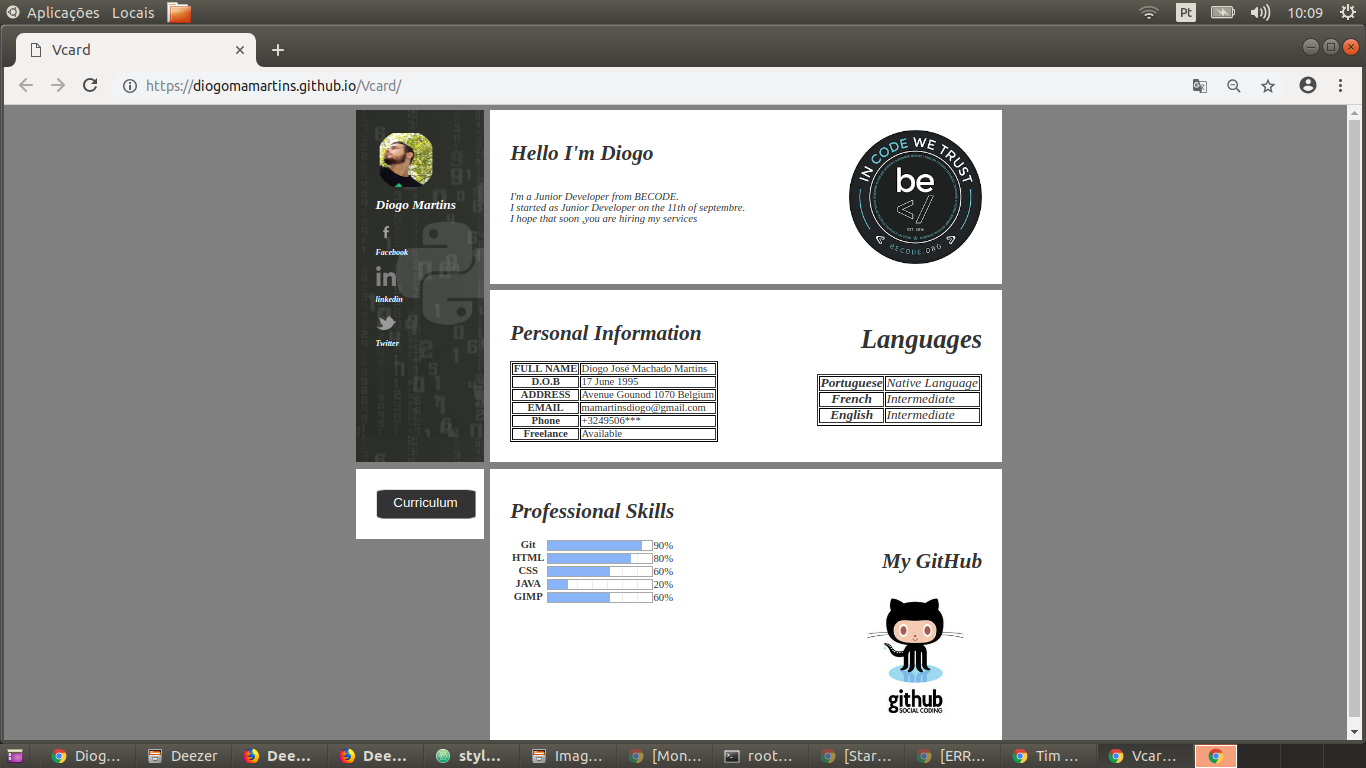 Aplicações Locais Pt 10:09
Vcard
https://diogomamartins.github.io/Vcard/
Diogo Martins
Facebook
linkedin
Twitter
Curriculum
Hello I'm Diogo
I'm a Junior Developer from BECODE.
I started as Junior Developer on the 11th of septembre.
I hope that soon ,you are hiring my services
IN CODE WE TRUST
be
</
BECODE.ORG
Personal Information
FULL NAME Diogo José Machado Martins
D.O.B 17 June 1995
ADDRESS Avenue Gounod 1070 Belgium
EMAIL mamartinsdiogo@gmail.com
Phone +3249506***
Freelance Available
Languages
Portuguese Native Language
French Intermediate
English Intermediate
Professional Skills
Git 90%
HTML 80%
CSS 60%
JAVA 20%
GIMP 60%
My GitHub
github
SOCIAL CODING
Diog... Deezer Dee... Dee... styl... Imag... [Mon... root... [Star... [ERR... Tim ... Vcar...